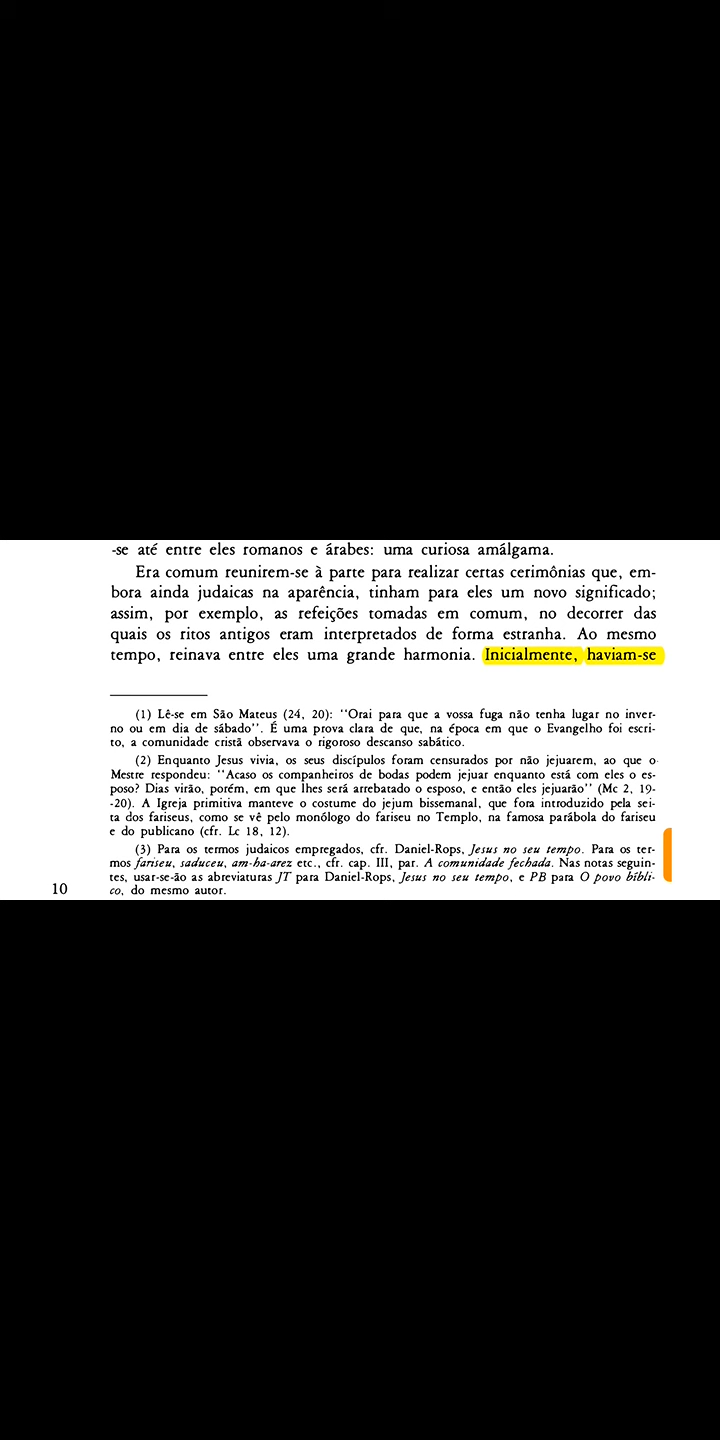 -se até entre eles romanos e árabes: uma curiosa amálgama.
Era comum reunirem-se à parte para realizar certas cerimônias que, em-
bora ainda judaicas na aparência, tinham para eles um novo significado;
assim, por exemplo, as refeições tomadas em comum, no decorrer das
quais os ritos antigos eram interpretados de forma estranha. Ao mesmo
tempo, reinava entre eles uma grande harmonia. Inicialmente, haviam-se
(1) Lê-se em São Mateus (24, 20): ‘‘Orai para que a vossa fuga não tenha lugar no inver-
no ou em dia de sábado’’. É uma prova clara de que, na época em que o Evangelho foi escri-
to, a comunidade cristã observava o rigoroso descanso sabático.
(2) Enquanto Jesus vivia, os seus discípulos foram censurados por não jejuarem, ao que o
Mestre respondeu: ‘‘Acaso os companheiros de bodas podem jejuar enquanto está com eles o es-
poso? Dias virão, porém, em que lhes será arrebatado o esposo, e então eles jejuarão’’ (Mc 2, 19-
-20). A Igreja primitiva manteve o costume do jejum bissemanal, que fora introduzido pela sei-
ta dos fariseus, como se vê pelo monólogo do fariseu no Templo, na famosa parábola do fariseu
e do publicano (cfr. Lc 18, 12).
(3) Para os termos judaicos empregados, cfr. Daniel-Rops, Jesus no seu tempo. Para os ter-
mos fariseu, saduceu, am-ha-arez etc., cfr. cap. III, par. A comunidade fechada. Nas notas seguin-
tes, usar-se-ão as abreviaturas JT para Daniel-Rops, Jesus no seu tempo, e PB para O povo bíbli-
co, do mesmo autor.
10